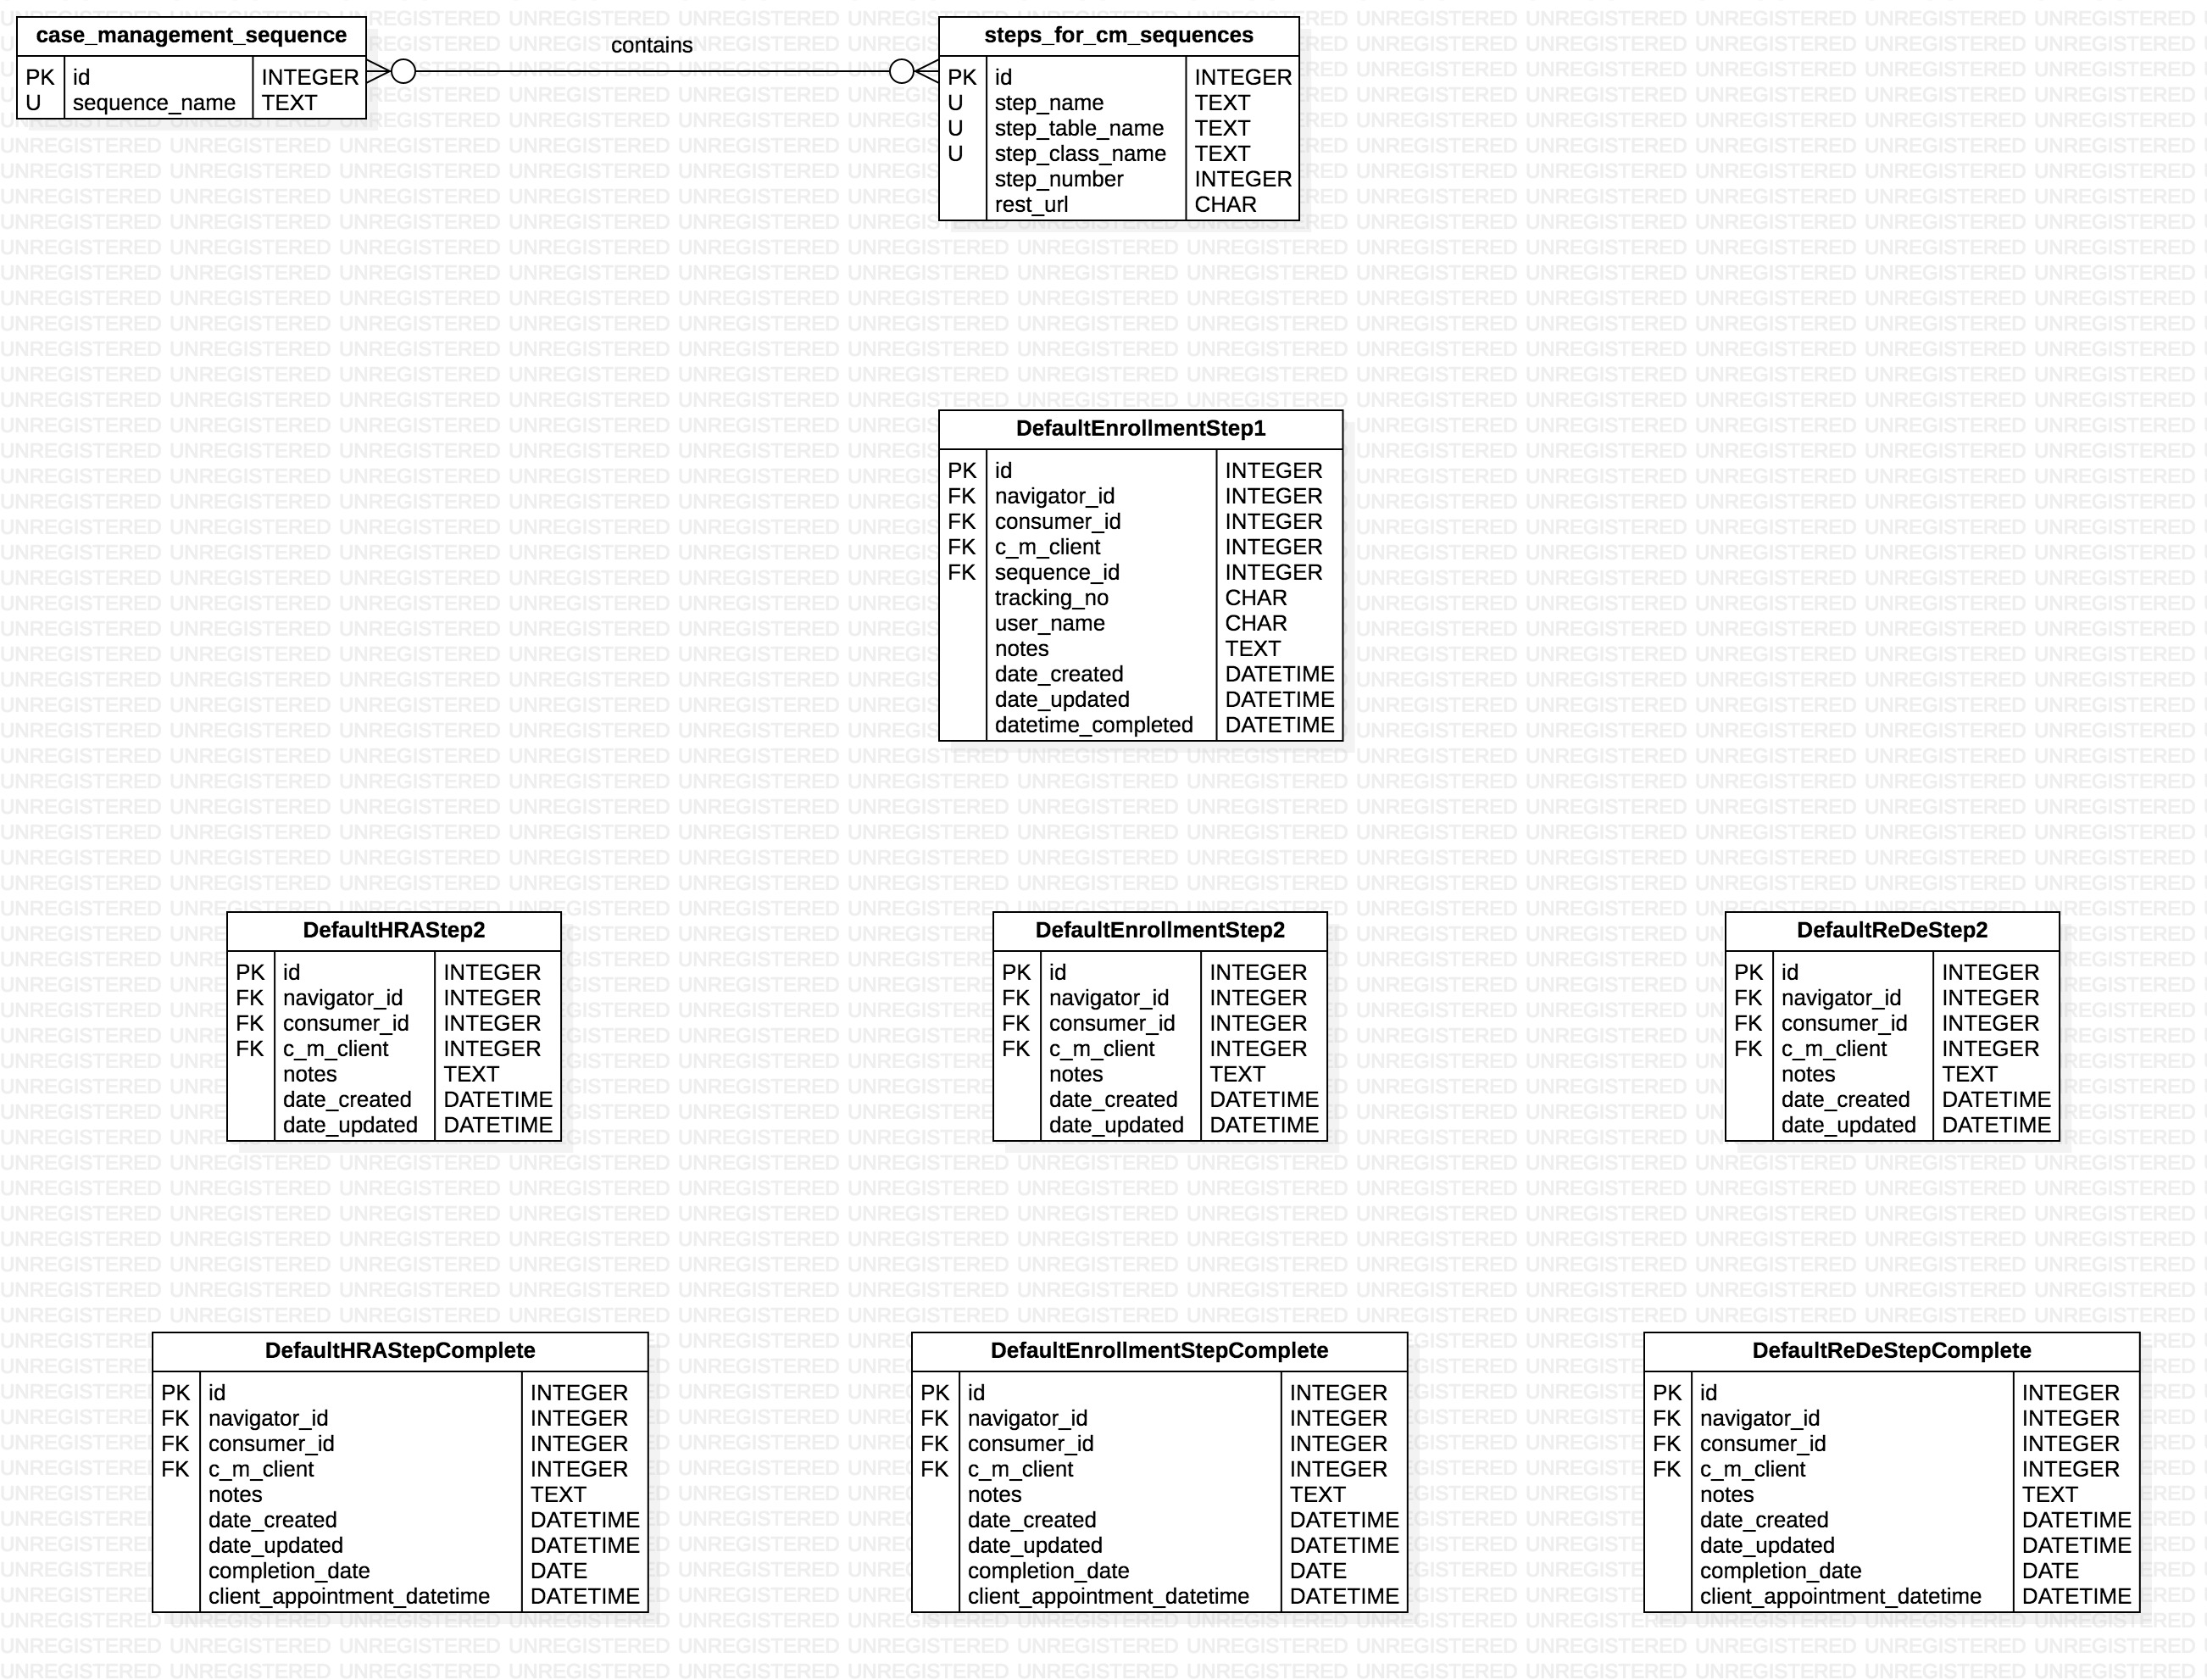 case_management_sequence
PK id INTEGER
U sequence_name TEXT
contains
steps_for_cm_sequences
PK id INTEGER
U step_name TEXT
U step_table_name TEXT
U step_class_name TEXT
step_number INTEGER
rest_url CHAR
DefaultEnrollmentStep1
PK id INTEGER
FK navigator_id INTEGER
FK consumer_id INTEGER
FK c_m_client INTEGER
FK sequence_id INTEGER
tracking_no CHAR
user_name CHAR
notes TEXT
date_created DATETIME
date_updated DATETIME
datetime_completed DATETIME
DefaultHRAStep2
PK id INTEGER
FK navigator_id INTEGER
FK consumer_id INTEGER
FK c_m_client INTEGER
notes TEXT
date_created DATETIME
date_updated DATETIME
DefaultEnrollmentStep2
PK id INTEGER
FK navigator_id INTEGER
FK consumer_id INTEGER
FK c_m_client INTEGER
notes TEXT
date_created DATETIME
date_updated DATETIME
DefaultReDeStep2
PK id INTEGER
FK navigator_id INTEGER
FK consumer_id INTEGER
FK c_m_client INTEGER
notes TEXT
date_created DATETIME
date_updated DATETIME
DefaultHRAStepComplete
PK id INTEGER
FK navigator_id INTEGER
FK consumer_id INTEGER
FK c_m_client INTEGER
notes TEXT
date_created DATETIME
date_updated DATETIME
completion_date DATE
client_appointment_datetime DATETIME
DefaultEnrollmentStepComplete
PK id INTEGER
FK navigator_id INTEGER
FK consumer_id INTEGER
FK c_m_client INTEGER
notes TEXT
date_created DATETIME
date_updated DATETIME
completion_date DATE
client_appointment_datetime DATETIME
DefaultReDeStepComplete
PK id INTEGER
FK navigator_id INTEGER
FK consumer_id INTEGER
FK c_m_client INTEGER
notes TEXT
date_created DATETIME
date_updated DATETIME
completion_date DATE
client_appointment_datetime DATETIME
UNREGISTERED